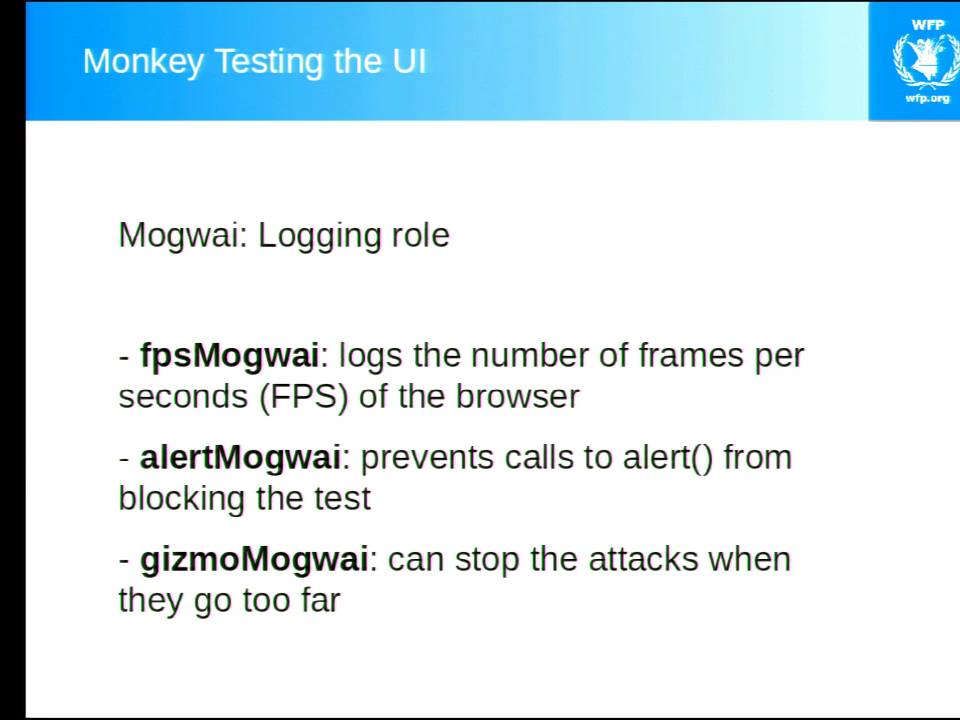 Monkey Testing the UI
WFP
wfp.org
Mogwai: Logging role
- fpsMogwai: logs the number of frames per
seconds (FPS) of the browser
- alertMogwai: prevents calls to alert() from
blocking the test
- gizmoMogwai: can stop the attacks when
they go too far